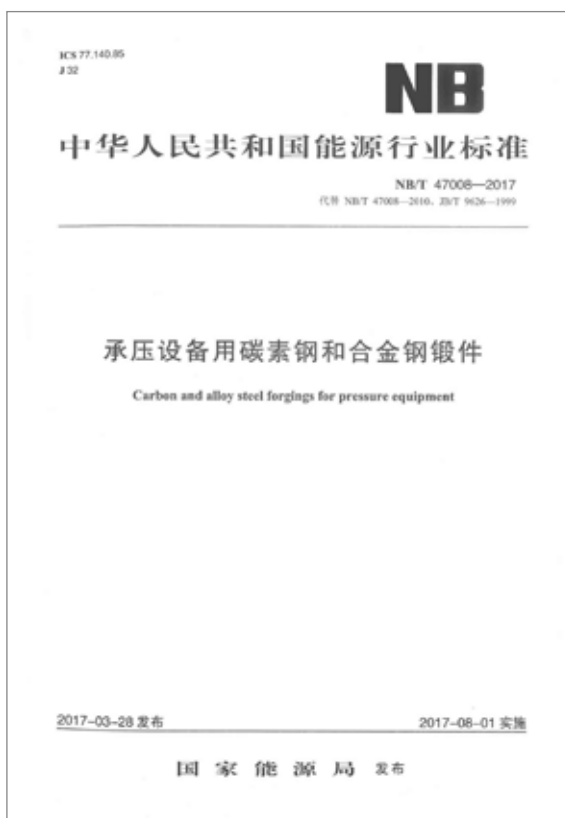 ICS 77.140.85
J 32
NB
中华人民共和国能源行业标准
NB/T 47008—2017
代替 NB/T 47008—2010、JB/T 9626—1999
承压设备用碳素钢和合金钢锻件
Carbon and alloy steel forgings for pressure equipment
2017-03-28 发布
2017-08-01 实施
国家能源局 发布